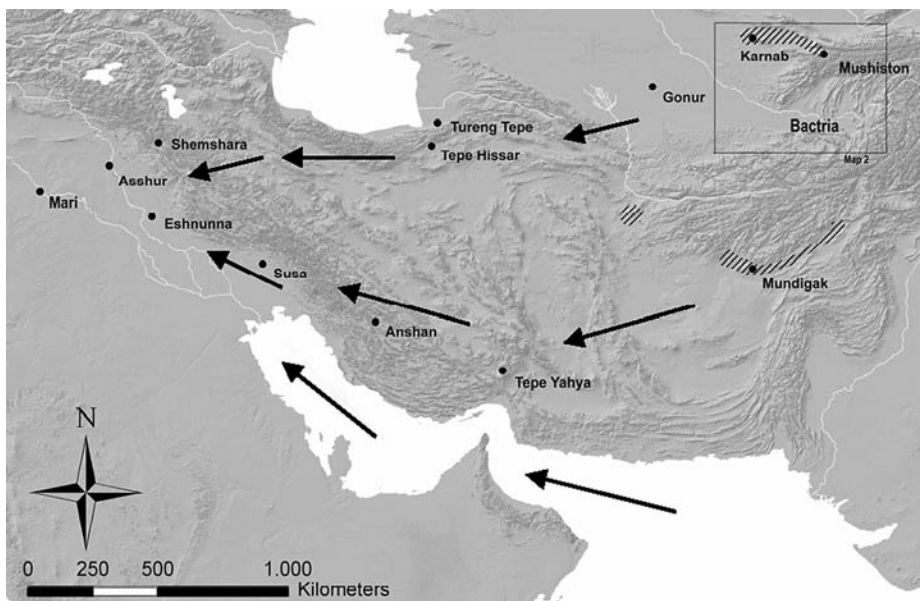 Karnab
Mushiston
Gonur
Bactria
Map 2
Tureng Tepe
Tepe Hissar
Shemshara
Asshur
Mari
Eshnunna
Susa
Mundigak
Anshan
Tepe Yahya
N
0 250 500 1.000
Kilometers